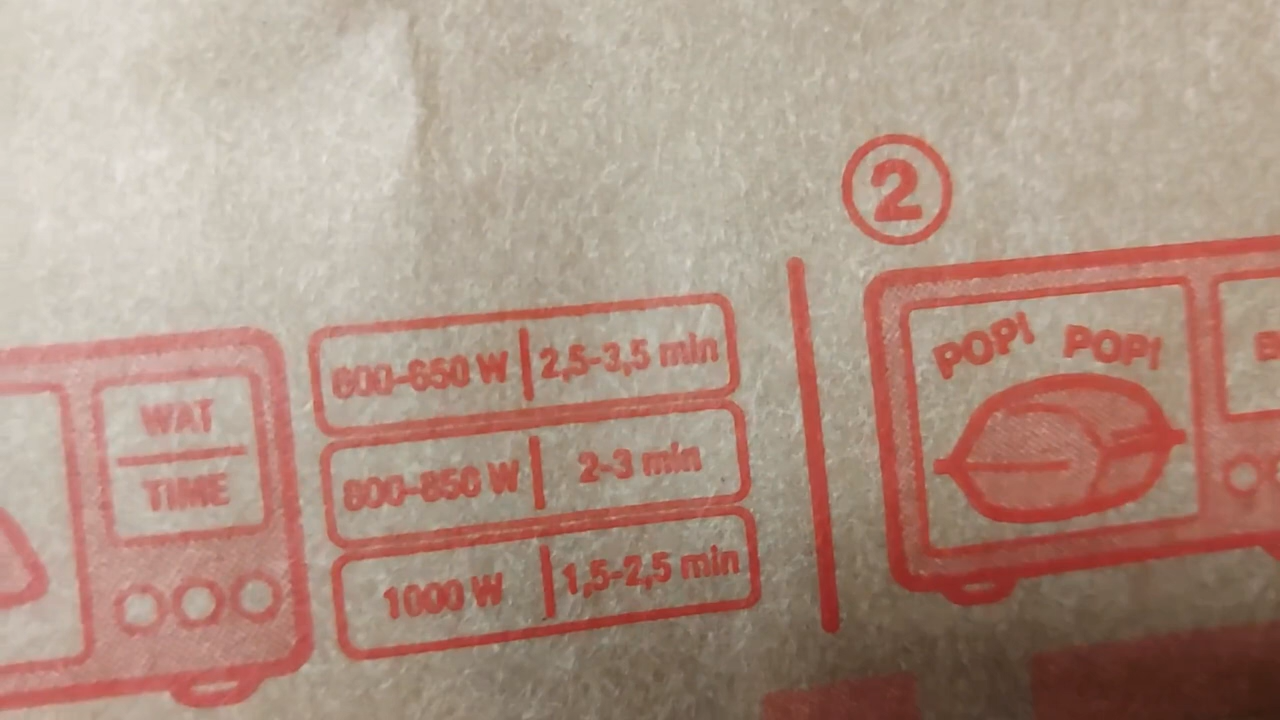 2
WAT
TIME
600-650 W 2,5-3,5 min
800-850 W 2-3 min
1000 W 1,5-2,5 min
POP! POP!